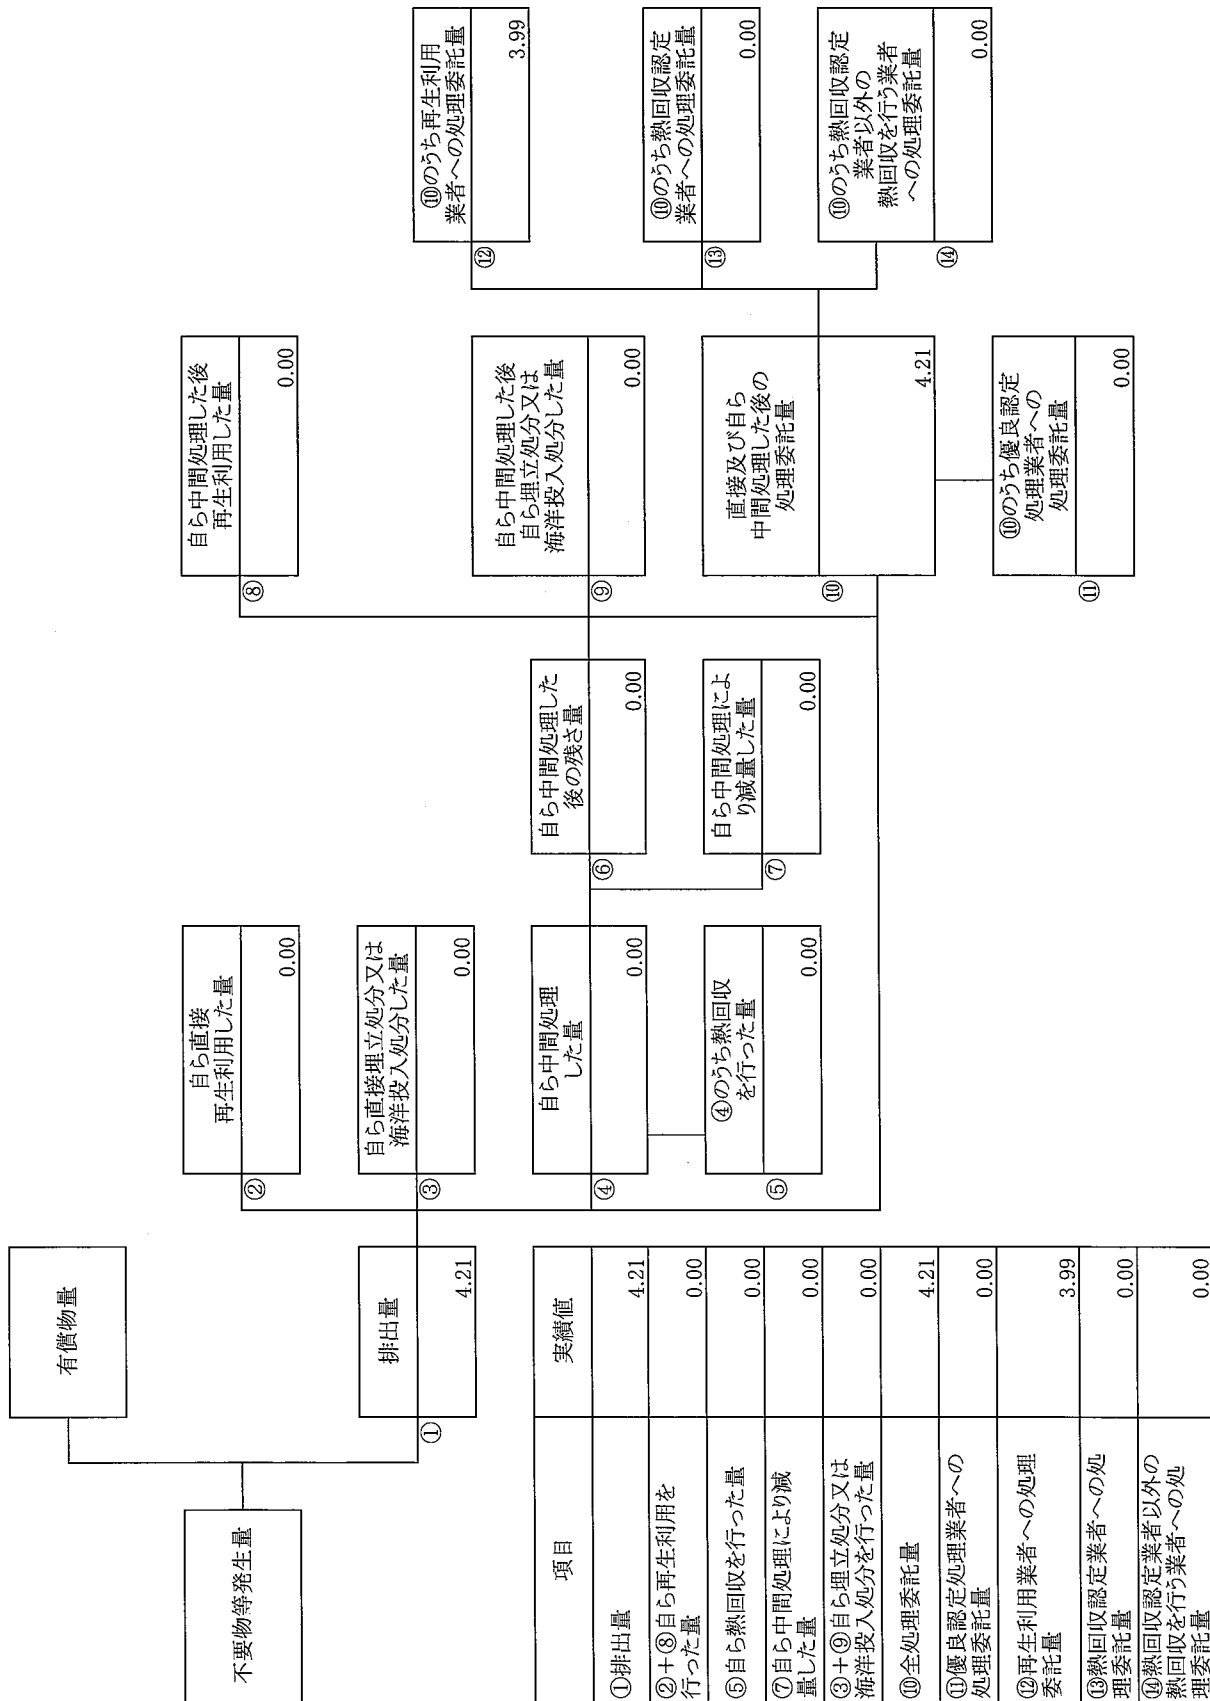 不要物等発生量
有償物量
①
排出量
4.21
②
自ら直接
再生利用した量
0.00
③
自ら直接埋立処分又は
海洋投入処分した量
0.00
④
自ら中間処理
した量
0.00
⑤
④のうち熱回収
を行った量
0.00
⑥
自ら中間処理した
後の残さ量
0.00
⑦
自ら中間処理によ
り減量した量
0.00
⑧
自ら中間処理した後
再生利用した量
0.00
⑨
自ら中間処理した後
自ら埋立処分又は
海洋投入処分した量
0.00
⑩
直接及び自ら
中間処理した後の
処理委託量
4.21
⑪
⑩のうち優良認定
処理業者への
処理委託量
0.00
⑫
⑩のうち再生利用
業者への処理委託量
3.99
⑬
⑩のうち熱回収認定
業者への処理委託量
0.00
⑭
⑩のうち熱回収認定
業者以外の
熱回収を行う業者
への処理委託量
0.00
項目 実績値
①排出量 4.21
②+⑧自ら再生利用を
行った量 0.00
⑤自ら熱回収を行った量 0.00
⑦自ら中間処理により減
量した量 0.00
③+⑨自ら埋立処分又は
海洋投入処分を行った量 0.00
⑩全処理委託量 4.21
⑪優良認定処理業者への
処理委託量 0.00
⑫再生利用業者への処理
委託量 3.99
⑬熱回収認定業者への処
理委託量 0.00
⑭熱回収認定業者以外の
熱回収を行う業者への処
理委託量 0.00